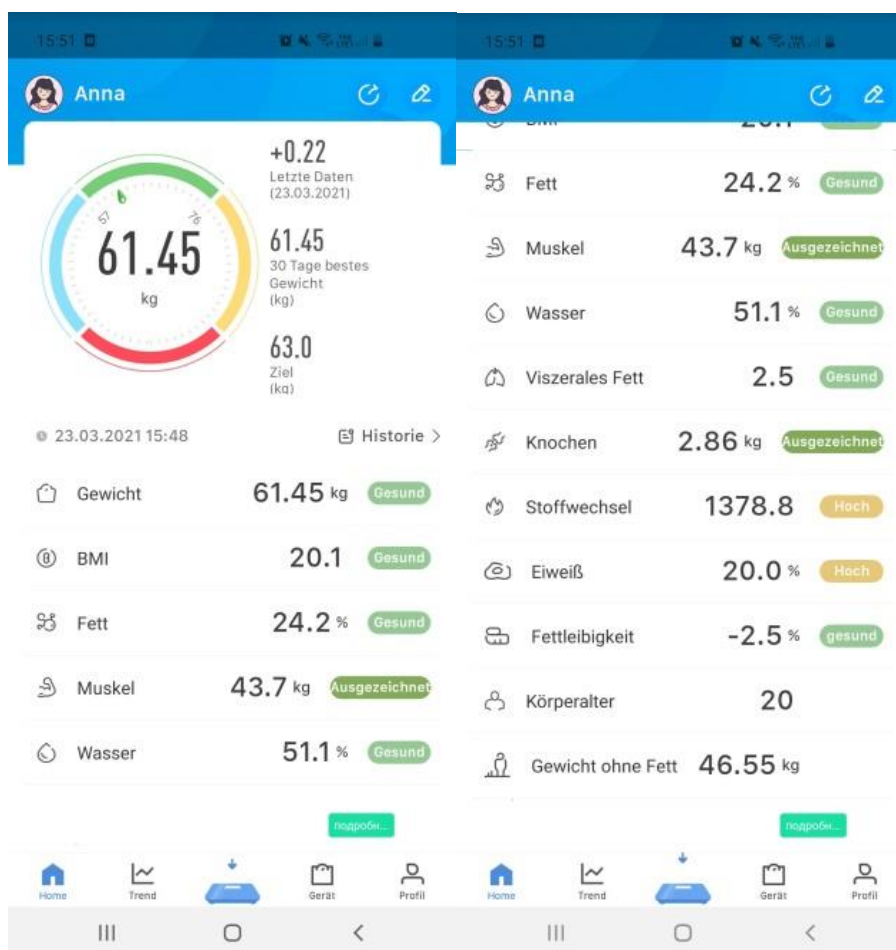 15:51
Anna
57
76
61.45
kg
+0.22
Letzte Daten
(23.03.2021)
61.45
30 Tage bestes
Gewicht
(kg)
63.0
Ziel
(kg)
23.03.2021 15:48
Historie >
Gewicht 61.45 kg Gesund
BMI 20.1 Gesund
Fett 24.2 % Gesund
Muskel 43.7 kg Ausgezeichnet
Wasser 51.1 % Gesund
подробн...
Home Trend Gerät Profil
15:51
Anna
BMI 20.1
Fett 24.2 % Gesund
Muskel 43.7 kg Ausgezeichnet
Wasser 51.1 % Gesund
Viszerales Fett 2.5 Gesund
Knochen 2.86 kg Ausgezeichnet
Stoffwechsel 1378.8 Hoch
Eiweiß 20.0 % Hoch
Fettleibigkeit -2.5 % gesund
Körperalter 20
Gewicht ohne Fett 46.55 kg
подробн...
Home Trend Gerät Profil